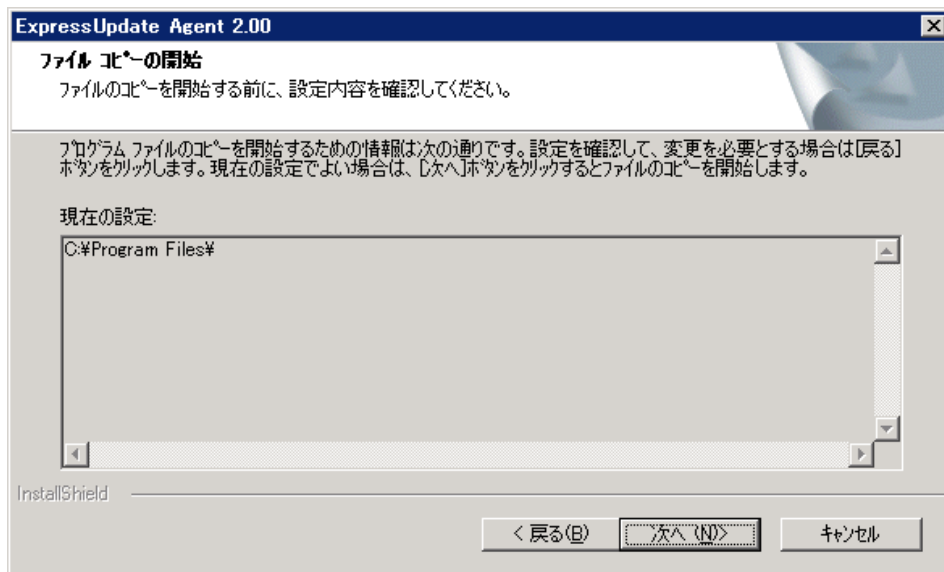 ExpressUpdate Agent 2.00
ファイル コピーの開始
ファイルのコピーを開始する前に、設定内容を確認してください。
プログラム ファイルのコピーを開始するための情報は次の通りです。設定を確認して、変更を必要とする場合は[戻る]
ボタンをクリックします。現在の設定でよい場合は、[次へ]ボタンをクリックするとファイルのコピーを開始します。
現在の設定:
C:¥Program Files¥
InstallShield
< 戻る(B)
次へ (N)>
キャンセル